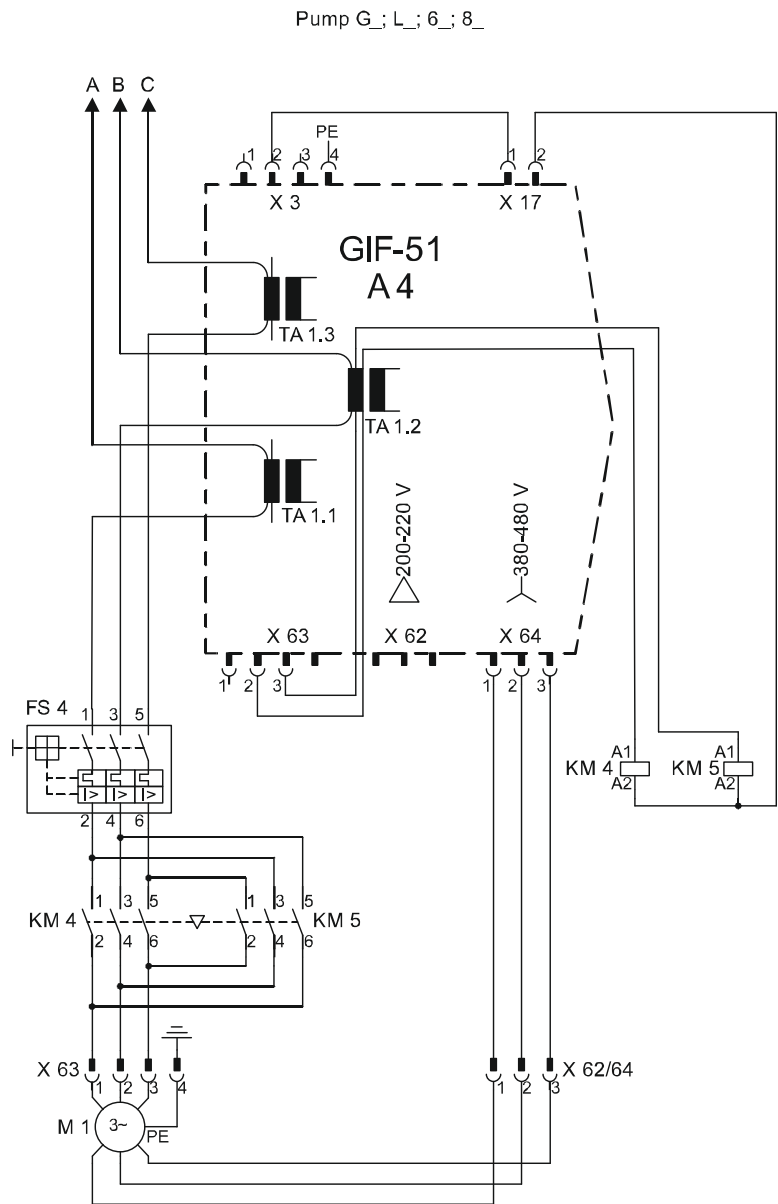 Pump G_; L_; 6_; 8_
A B C
PE
1 2 3 4 1 2
X 3 X 17
GIF-51
A 4
TA 1.3
TA 1.2
TA 1.1
200-220 V 380-480 V
X 63 X 62 X 64
1 2 3 1 2 3
FS 4 1 3 5
I> I> I>
2 4 6
A1 A1
KM 4 KM 5
A2 A2
1 3 5 1 3 5
KM 4 KM 5
2 4 6 2 4 6
X 63 X 62/64
1 2 3 4 1 2 3
M 1 3~ PE